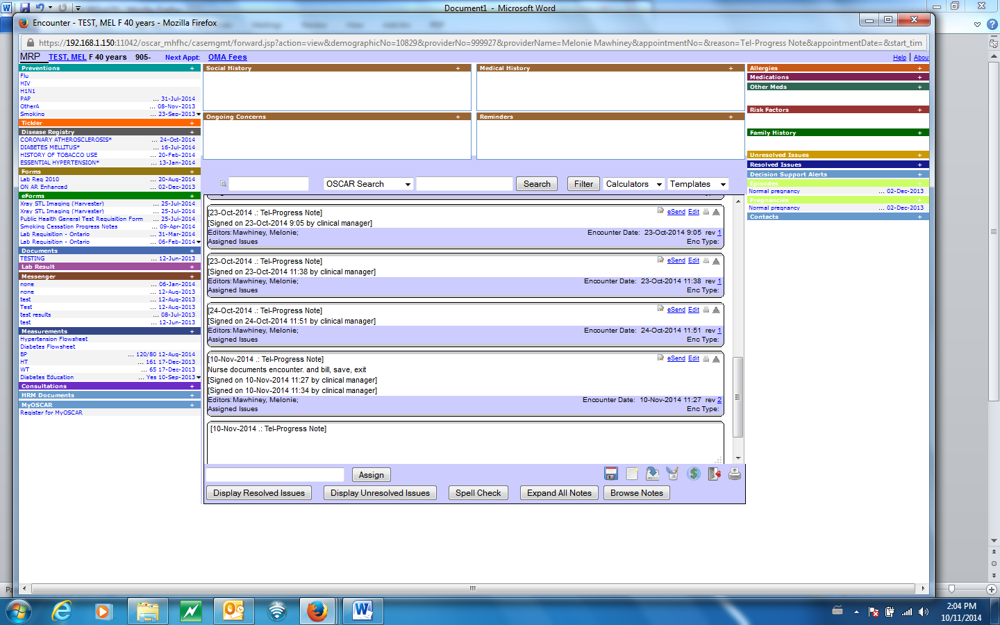 Document1 - Microsoft Word
Encounter - TEST, MEL F 40 years - Mozilla Firefox
https://192.168.1.150:11042/oscar_mhfhc/casemgmt/forward.jsp?action=view&demographicNo=10829&providerNo=999927&providerName=Melonie Mawhiney&appointmentNo=&reason=Tel-Progress Note&appointmentDate=&start_tim
MRP TEST, MEL F 40 years 905- Next Appt: OMA Fees Help | Abou
Preventions +
Flu
HIV
H1N1
PAP ... 31-Jul-2014
OtherA ... 08-Nov-2013
Smoking ... 23-Sep-2013
Tickler +
Disease Registry +
CORONARY ATHEROSCLEROSIS* ... 24-Oct-2014
DIABETES MELLITUS* ... 16-Jul-2014
HISTORY OF TOBACCO USE ... 20-Feb-2014
ESSENTIAL HYPERTENSION* ... 13-Jan-2014
Forms +
Lab Req 2010 ... 20-Aug-2014
ON AR Enhanced ... 02-Dec-2013
eForms +
Xray STL Imaging (Harvester) ... 25-Jul-2014
Xray STL Imaging (Harvester) ... 25-Jul-2014
Public Health General Test Requisition Form ... 25-Jul-2014
Smoking Cessation Progress Notes ... 09-Apr-2014
Lab Requisition - Ontario ... 31-Mar-2014
Lab Requisition - Ontario ... 06-Feb-2014
Documents +
TESTING ... 12-Jun-2013
Lab Result +
Messenger +
none ... 06-Jan-2014
none ... 12-Aug-2013
test ... 12-Aug-2013
Test ... 12-Aug-2013
test results ... 08-Jul-2013
test ... 12-Jun-2013
Measurements +
Hypertension Flowsheet
Diabetes Flowsheet
BP ... 120/80 12-Aug-2014
HT ... 161 17-Dec-2013
WT ... 65 17-Dec-2013
Diabetes Education ... Yes 10-Sep-2013
Consultations +
HRM Documents +
MyOSCAR +
Register for MyOSCAR
Social History +
Medical History +
Ongoing Concerns +
Reminders +
OSCAR Search Search Filter Calculators Templates
[23-Oct-2014 .: Tel-Progress Note] eSend Edit
[Signed on 23-Oct-2014 9:05 by clinical manager]
Editors:Mawhiney, Melonie; Encounter Date: 23-Oct-2014 9:05 rev 1
Assigned Issues Enc Type:
[23-Oct-2014 .: Tel-Progress Note] eSend Edit
[Signed on 23-Oct-2014 11:38 by clinical manager]
Editors:Mawhiney, Melonie; Encounter Date: 23-Oct-2014 11:38 rev 1
Assigned Issues Enc Type:
[24-Oct-2014 .: Tel-Progress Note] eSend Edit
[Signed on 24-Oct-2014 11:51 by clinical manager]
Editors:Mawhiney, Melonie; Encounter Date: 24-Oct-2014 11:51 rev 1
Assigned Issues Enc Type:
[10-Nov-2014 .: Tel-Progress Note] eSend Edit
Nurse documents encounter. and bill, save, exit
[Signed on 10-Nov-2014 11:27 by clinical manager]
[Signed on 10-Nov-2014 11:34 by clinical manager]
Editors:Mawhiney, Melonie; Encounter Date: 10-Nov-2014 11:27 rev 2
Assigned Issues Enc Type:
[10-Nov-2014 .: Tel-Progress Note]
Assign
Display Resolved Issues Display Unresolved Issues Spell Check Expand All Notes Browse Notes
Allergies +
Medications +
Other Meds +
Risk Factors +
Family History +
Unresolved Issues +
Resolved Issues +
Decision Support Alerts +
Episodes +
Normal pregnancy ... 02-Dec-2013
Pregnancies +
Normal pregnancy ... 02-Dec-2013
Contacts +
2:04 PM
10/11/2014